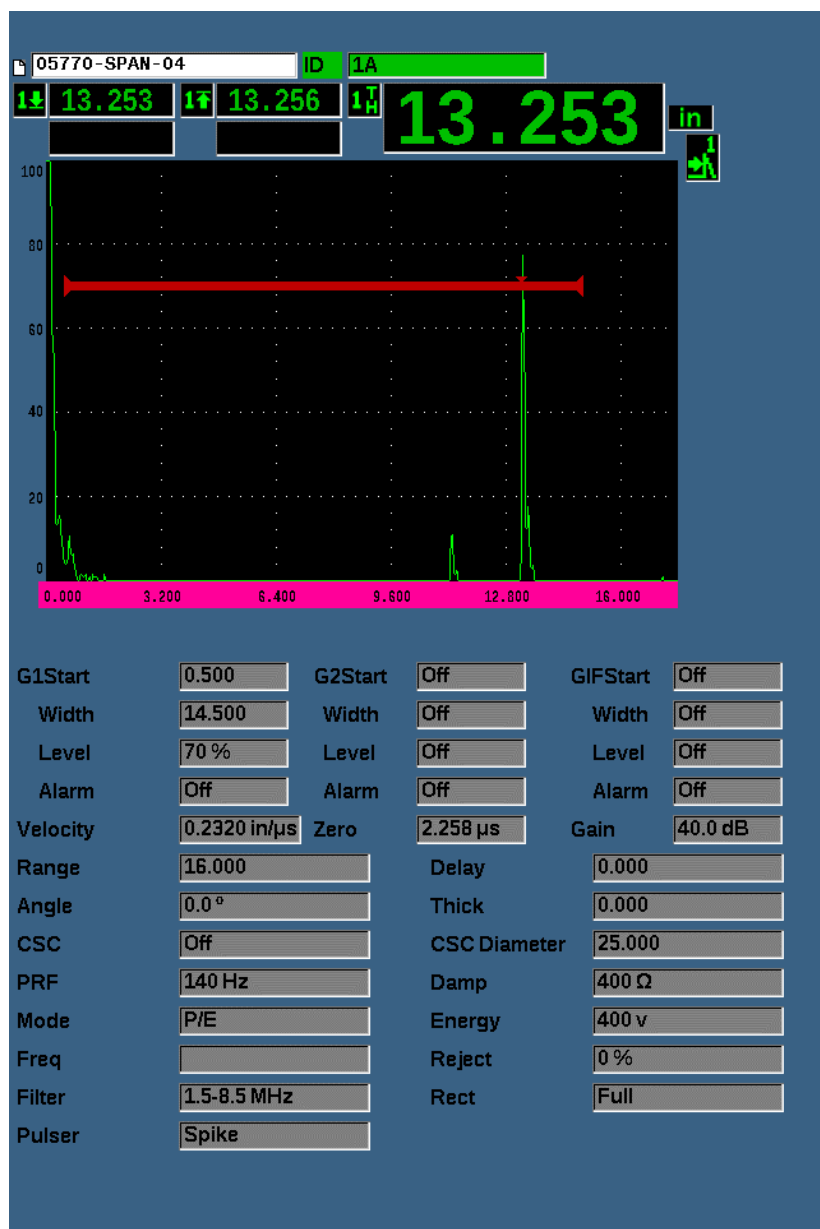 05770-SPAN-04 ID 1A
1 13.253 1 13.256 1 TH 13.253 in
1
100
80
60
40
20
0
0.000 3.200 6.400 9.600 12.800 16.000
G1Start 0.500 G2Start Off GIFStart Off
Width 14.500 Width Off Width Off
Level 70 % Level Off Level Off
Alarm Off Alarm Off Alarm Off
Velocity 0.2320 in/µs Zero 2.258 µs Gain 40.0 dB
Range 16.000 Delay 0.000
Angle 0.0 º Thick 0.000
CSC Off CSC Diameter 25.000
PRF 140 Hz Damp 400 Ω
Mode P/E Energy 400 v
Freq Reject 0 %
Filter 1.5-8.5 MHz Rect Full
Pulser Spike